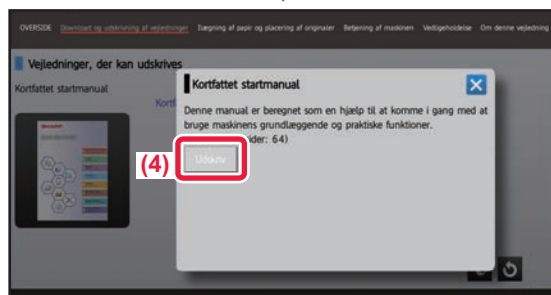 OVERSIDE Download og udskrivning af vejledninger Ilægning af papir og placering af originaler Betjening af maskinen Vedligeholdelse Om denne vejledning
Vejledninger, der kan udskrives
Kortfattet startmanual
Kortf
Kortfattet startmanual
Denne manual er beregnet som en hjælp til at komme i gang med at
bruge maskinens grundlæggende og praktiske funktioner.
ider: 64)
(4)
Udskriv